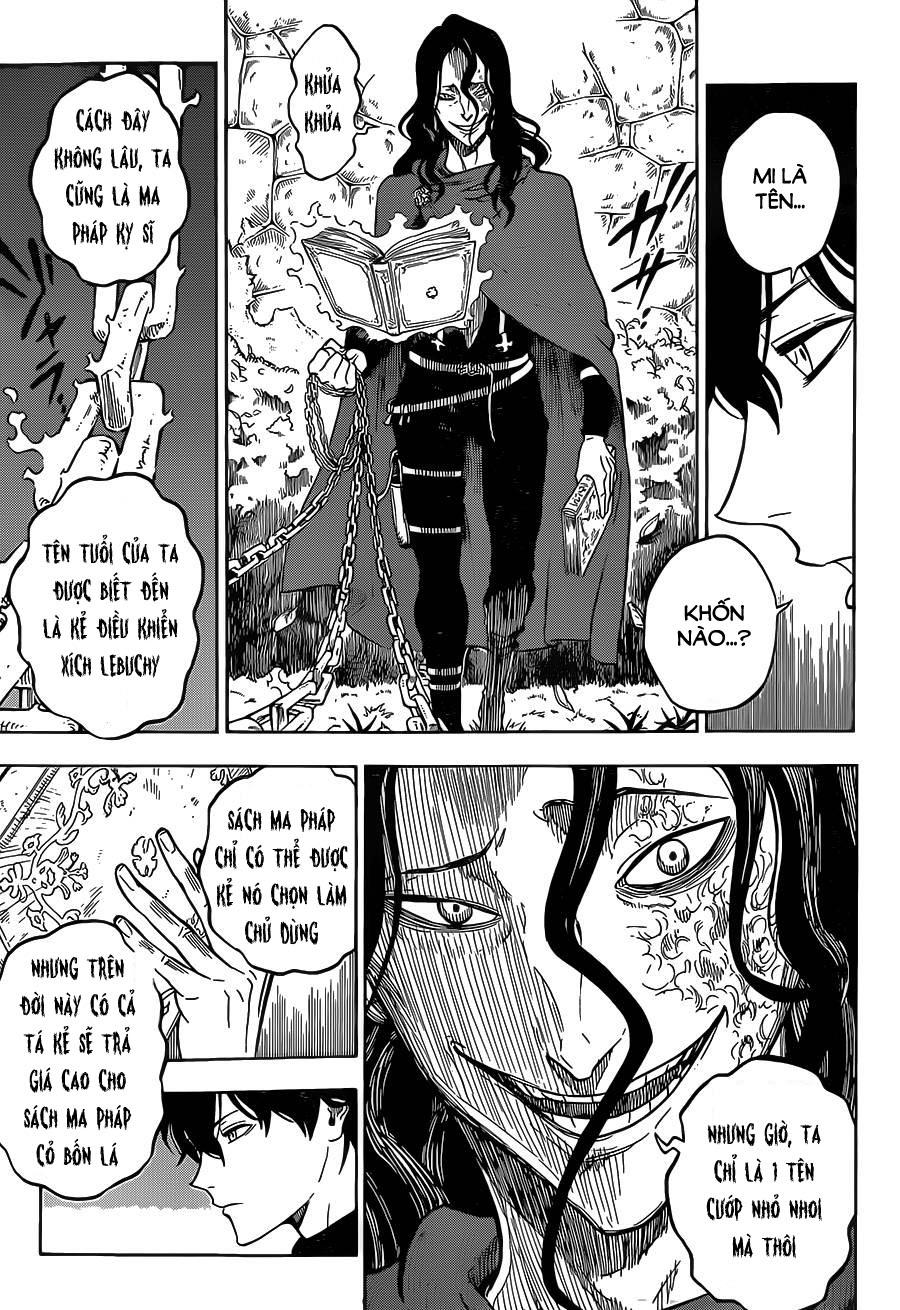 MI LÀ
TÊN...
KHỐN
NÀO...?
KHỬA
KHỬA
CÁCH ĐÂY
KHÔNG LÂU, TA
CŨNG LÀ MA
PHÁP KỴ SĨ
TÊN TUỔI CỦA TA
ĐƯỢC BIẾT ĐẾN
LÀ KẺ ĐIỀU KHIỂN
XÍCH LEBUCHY
NHƯNG GIỜ, TA
CHỈ LÀ 1 TÊN
CƯỚP NHỎ NHOI
MÀ THÔI
SÁCH MA PHÁP
CHỈ CÓ THỂ ĐƯỢC
KẺ NÓ CHỌN LÀM
CHỦ DÙNG
NHƯNG TRÊN
ĐỜI NÀY CÓ CẢ
TÁ KẺ SẼ TRẢ
GIÁ CAO CHO
SÁCH MA PHÁP
CỎ BỐN LÁ